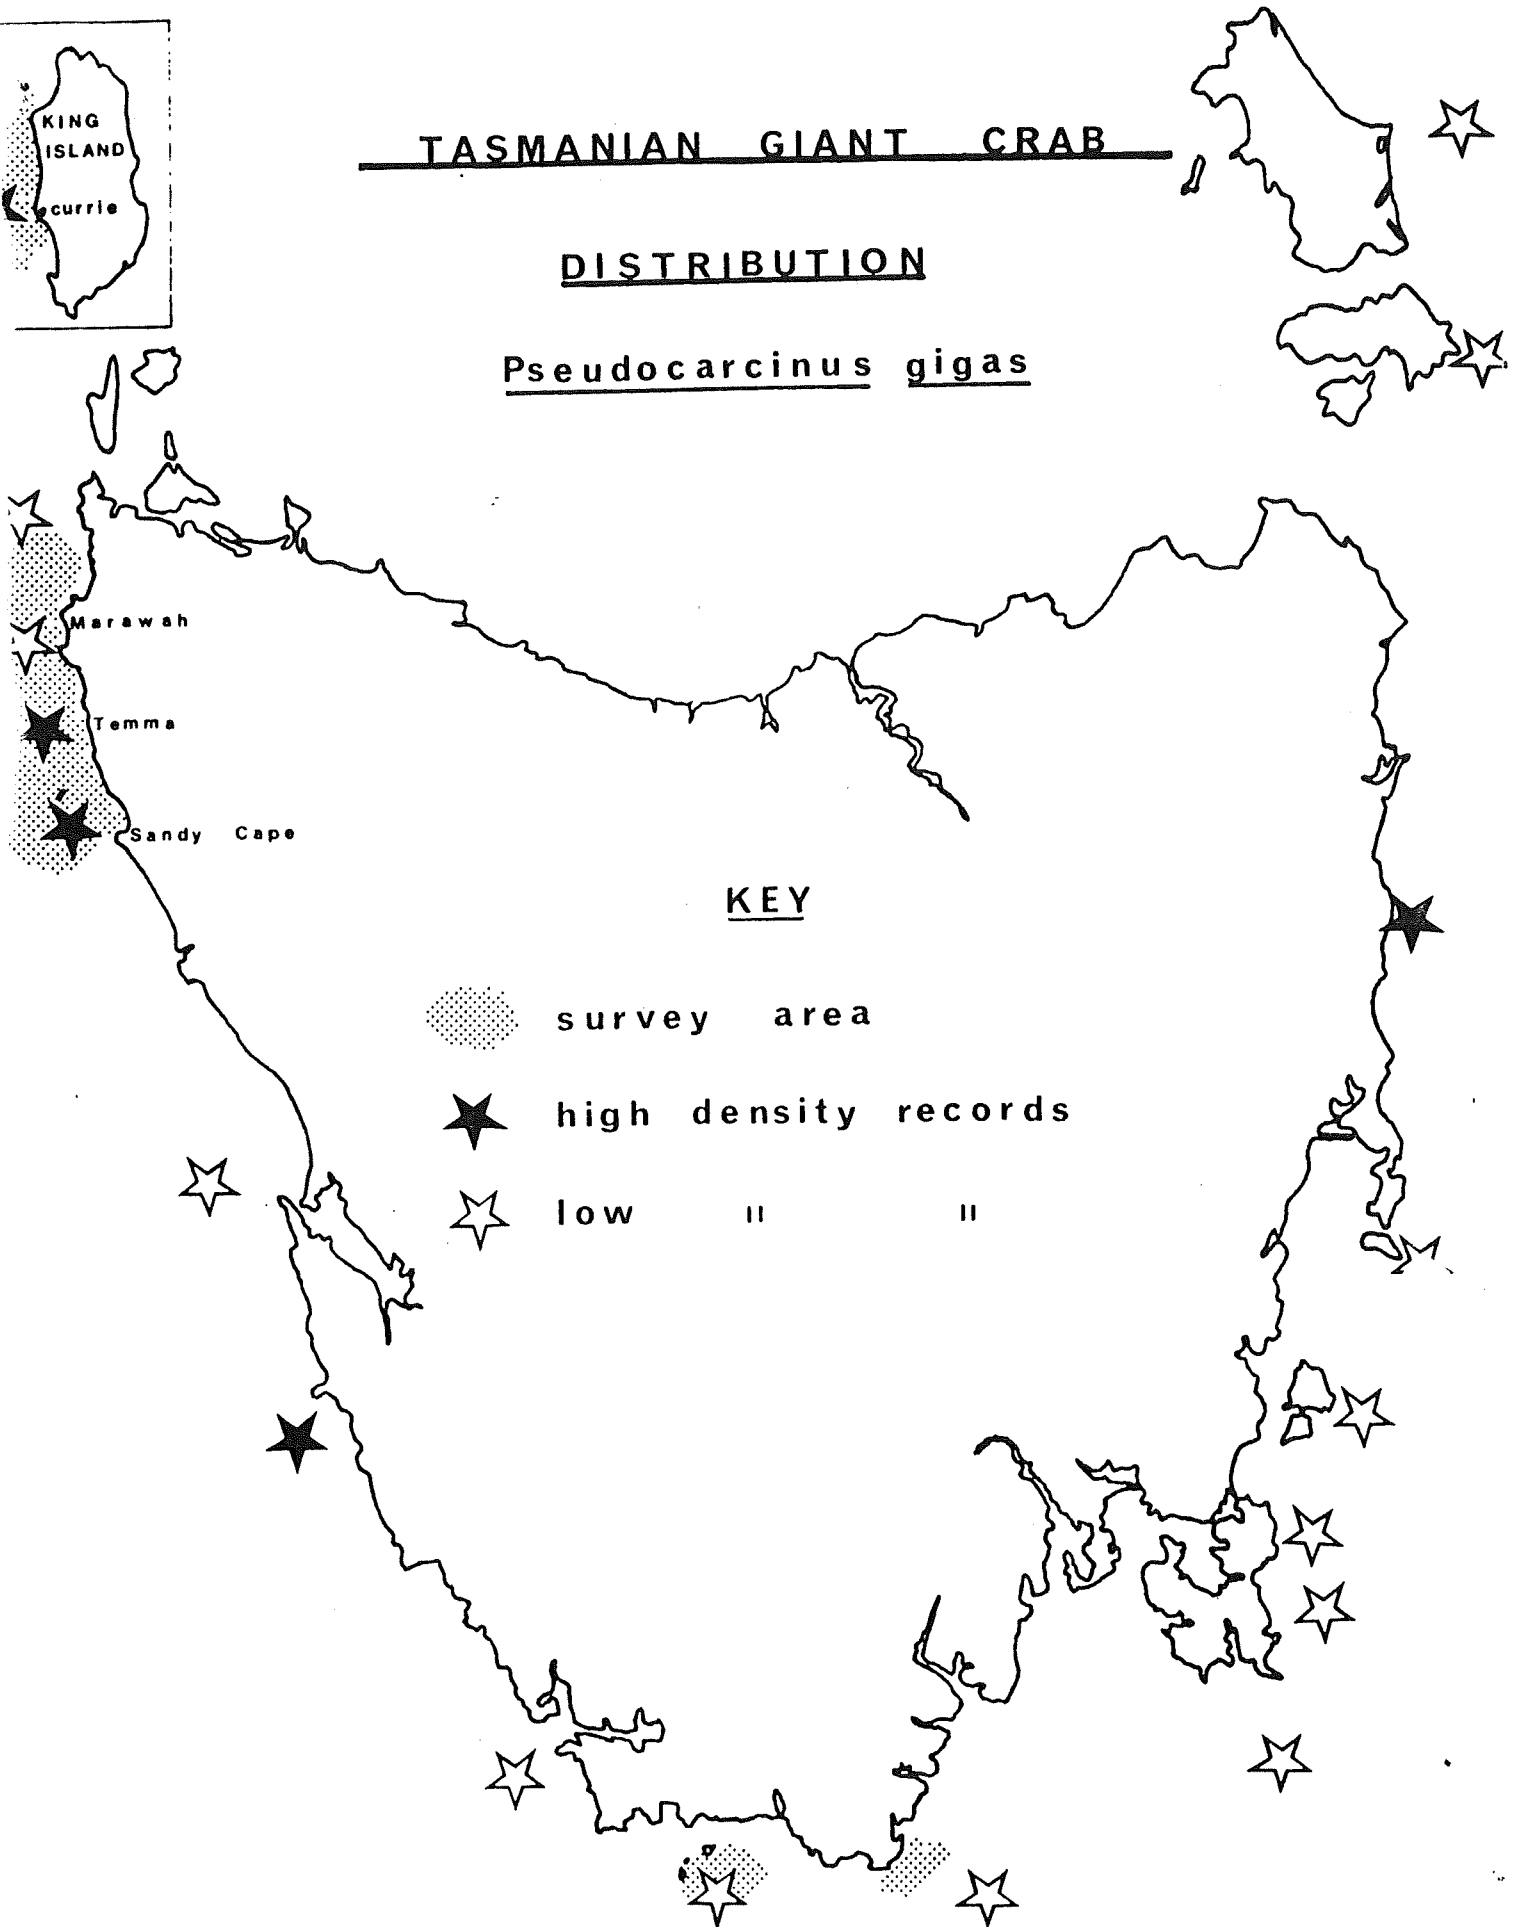 TASMANIAN GIANT CRAB
DISTRIBUTION
Pseudocarcinus gigas
KING
ISLAND
currie
Marawah
Temma
Sandy Cape
KEY
survey area
high density records
low " "